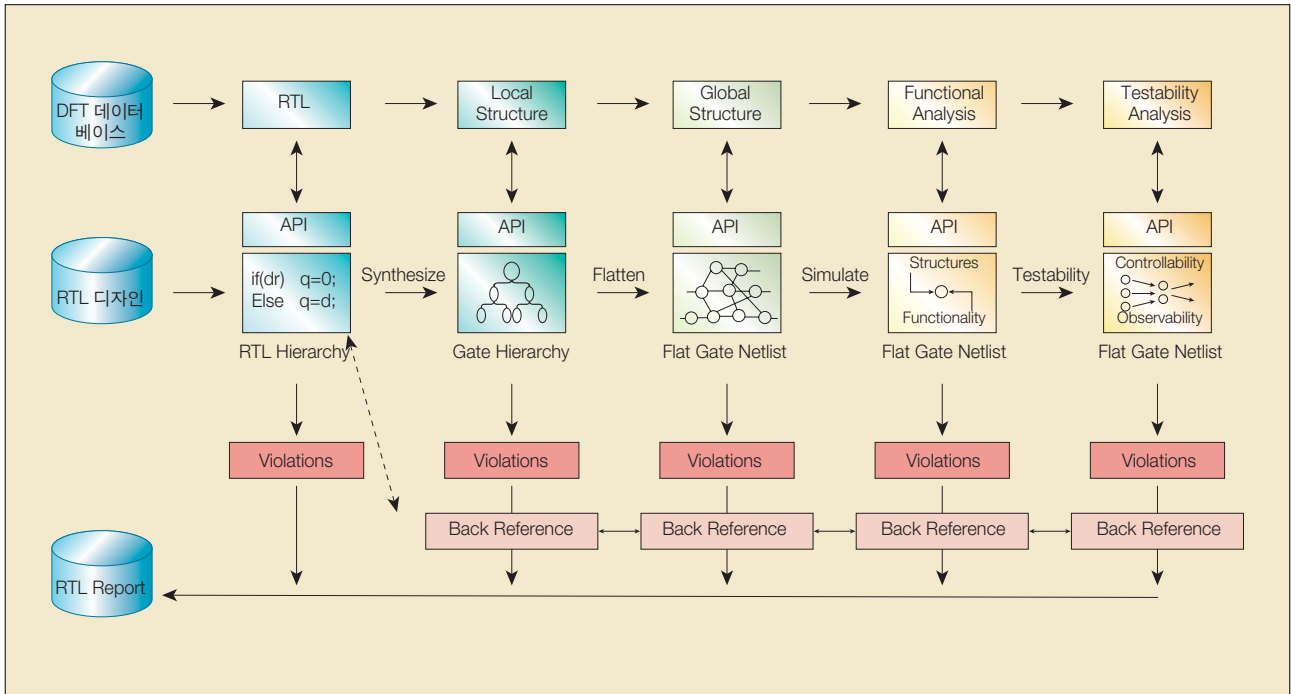 DFT 데이터
베이스
RTL
Local
Structure
Global
Structure
Functional
Analysis
Testability
Analysis
RTL 디자인
API
API
API
API
API
if(dr) q=0;
Else q=d;
Synthesize
Flatten
Simulate
Structures
Functionality
Testability
Controllability
Observability
RTL Hierarchy
Gate Hierarchy
Flat Gate Netlist
Flat Gate Netlist
Flat Gate Netlist
Violations
Violations
Violations
Violations
Violations
Back Reference
Back Reference
Back Reference
Back Reference
RTL Report